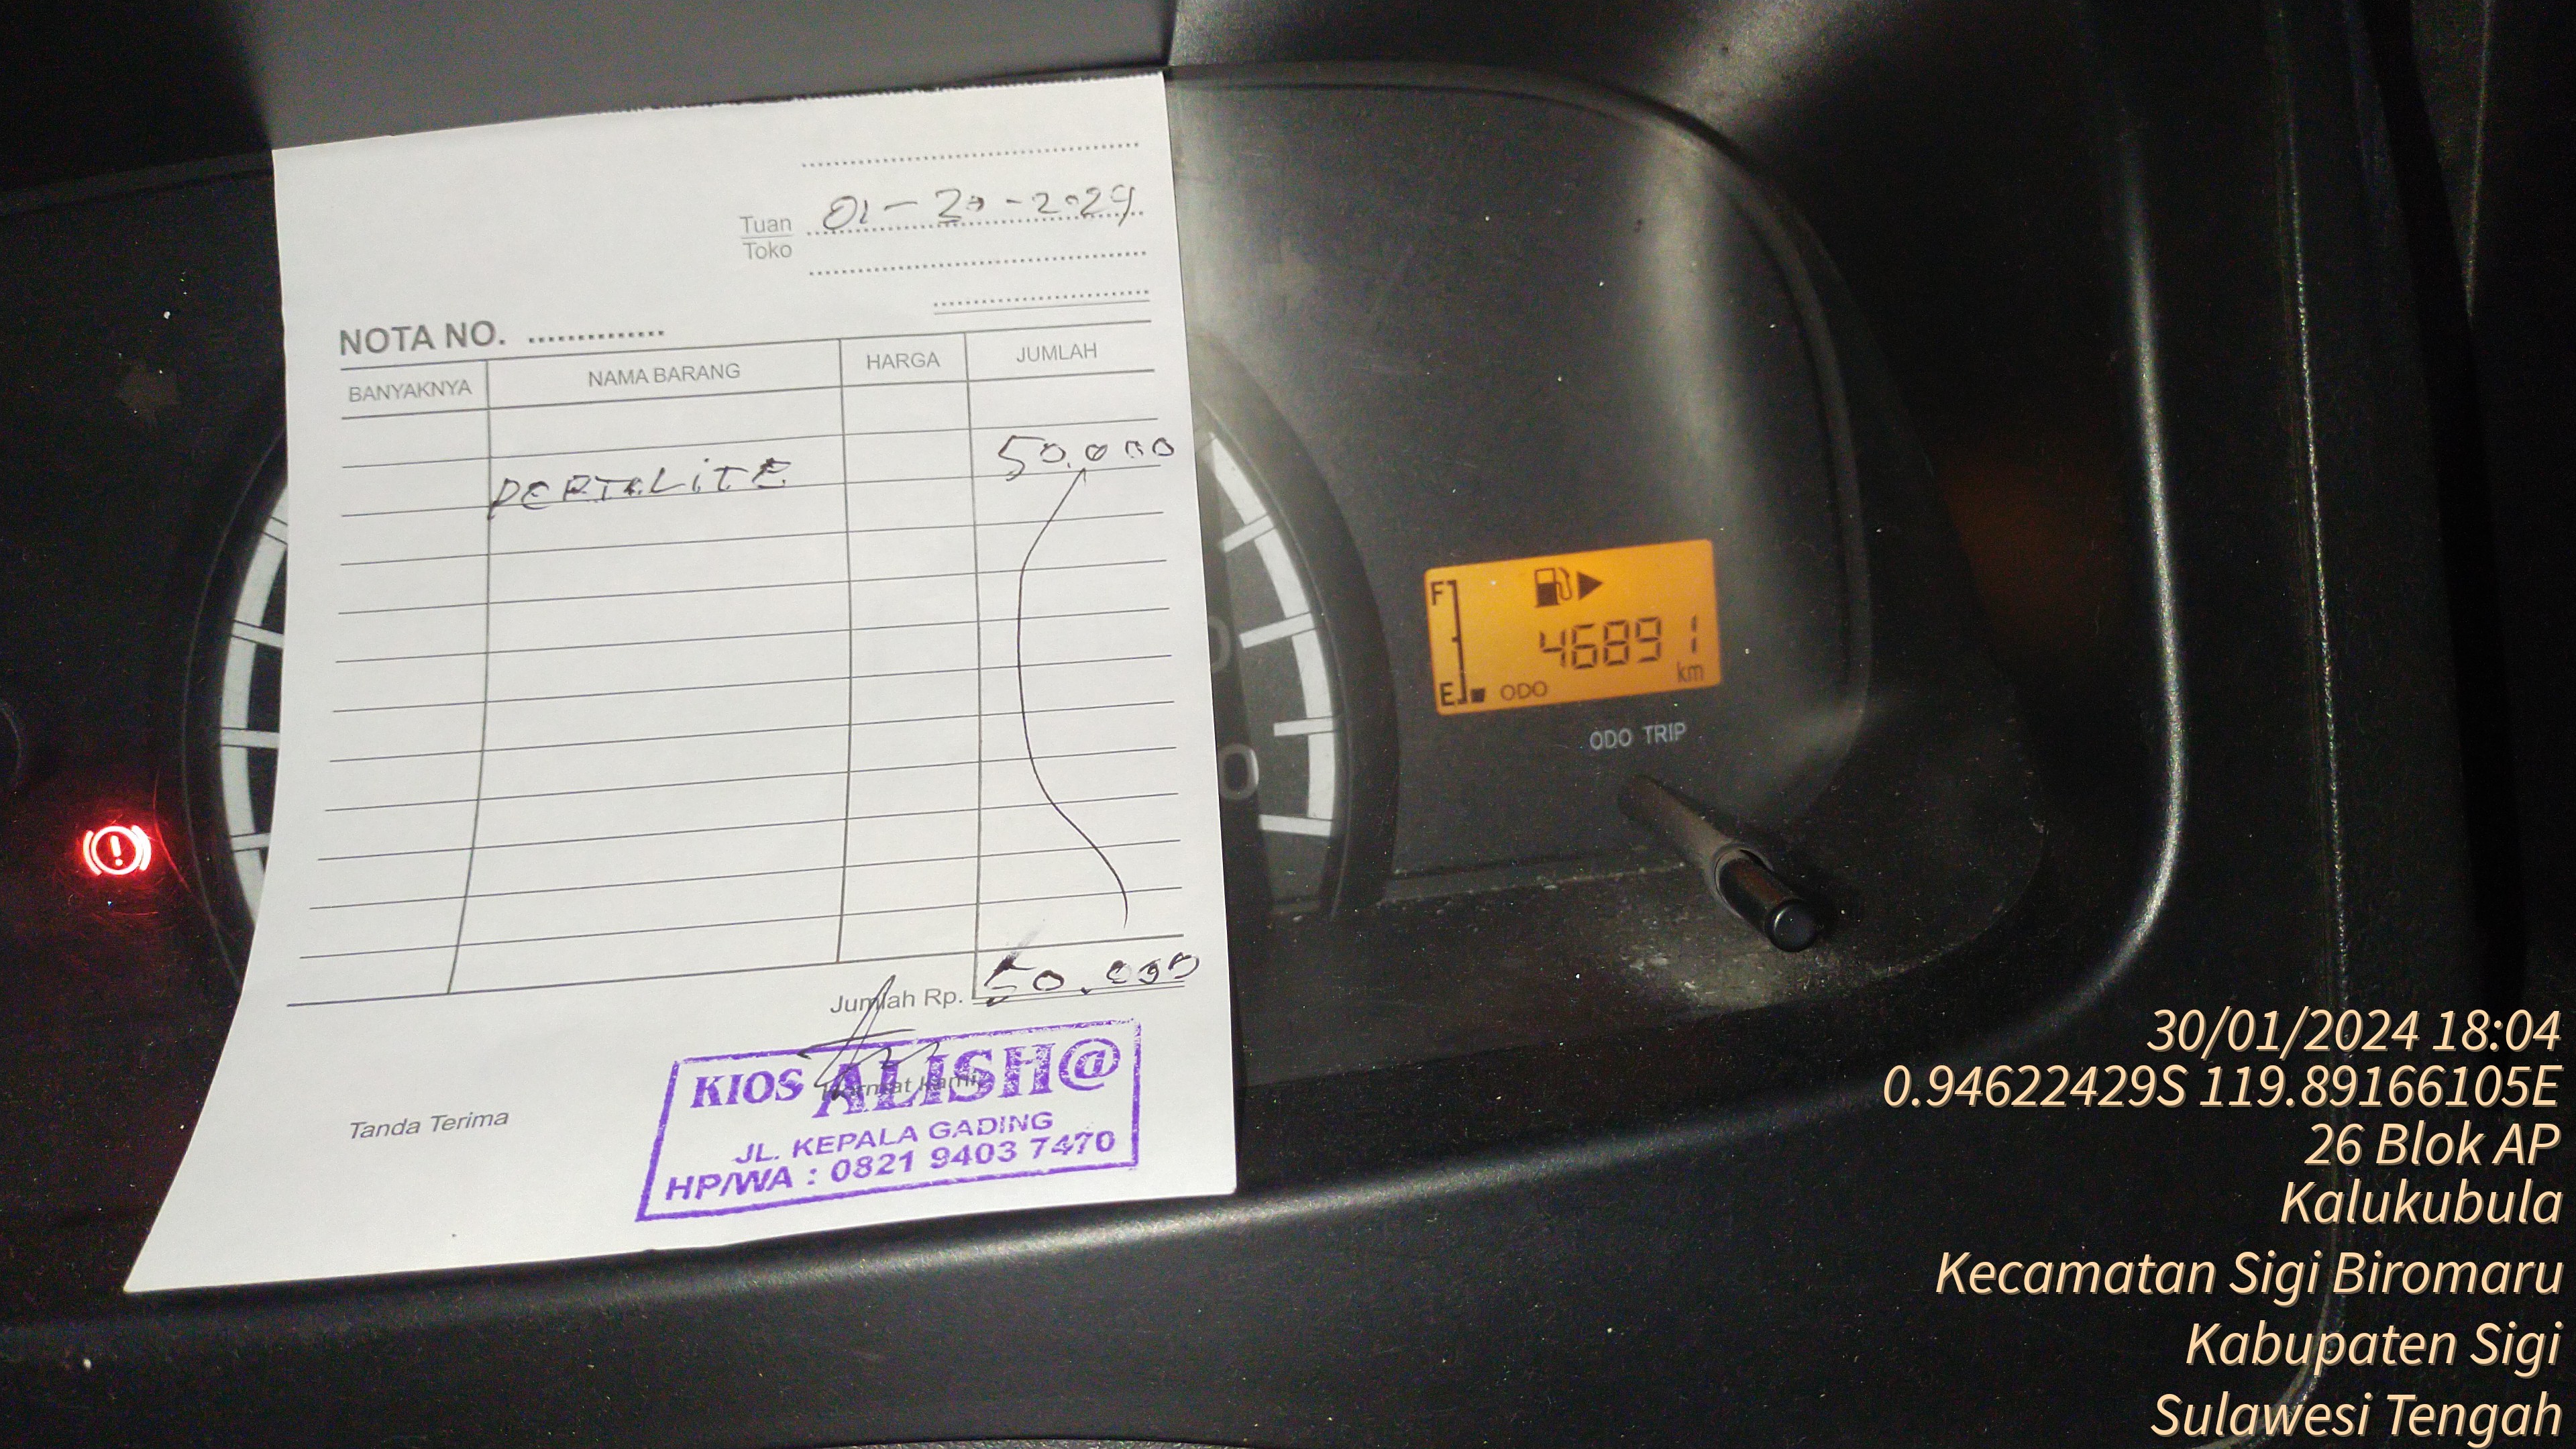 Tuan
Toko
NOTA NO. ..............
BANYAKNYA NAMA BARANG HARGA JUMLAH
PERTALITE 50.000
Jumlah Rp. 50.000
Tanda Terima
KIOS ALISH@
JL. KEPALA GADING
HP/WA : 0821 9403 7470
F
46891
km
E ODO
ODO TRIP
30/01/2024 18:04
0.94622429S 119.89166105E
26 Blok AP
Kalukubula
Kecamatan Sigi Biromaru
Kabupaten Sigi
Sulawesi Tengah